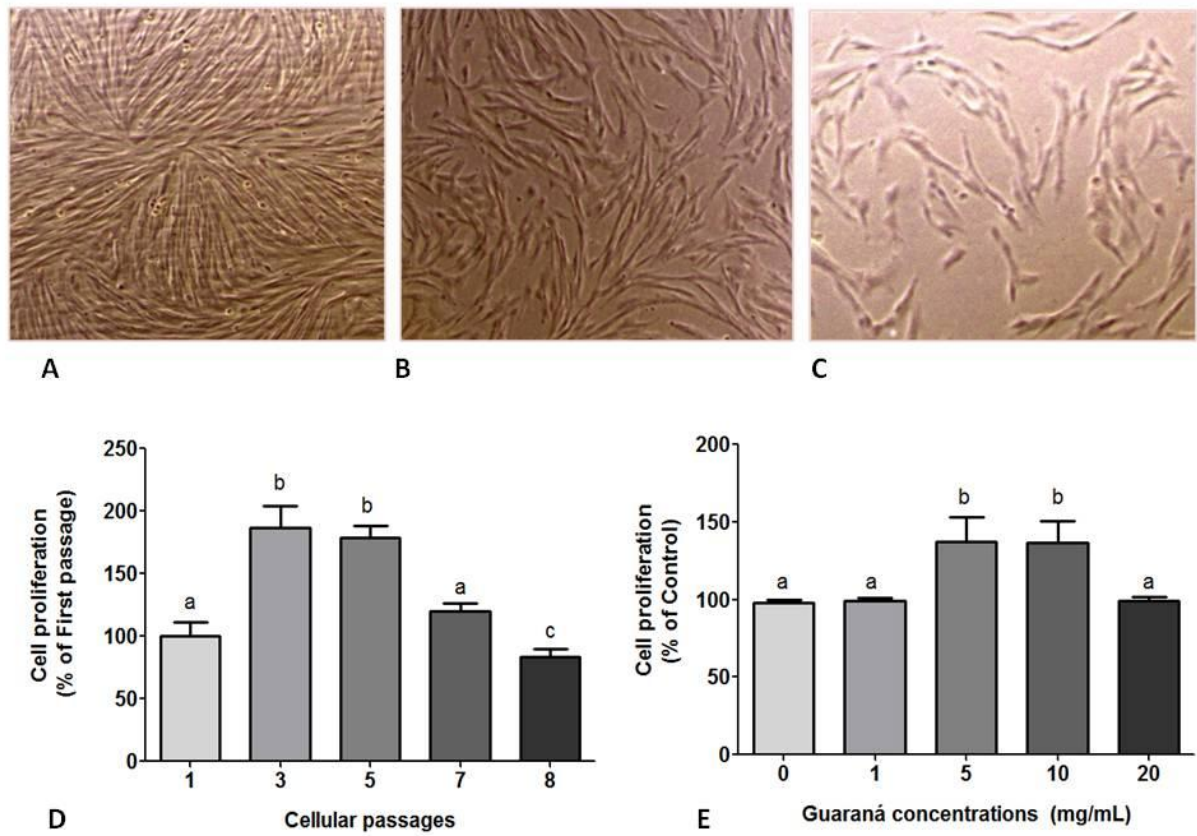 A
B
C
Cell proliferation
(% of First passage)
250
200
150
100
50
0
a
b
b
a
c
1 3 5 7 8
Cellular passages
D
Cell proliferation
(% of Control)
200
150
100
50
0
a
a
b
b
a
0 1 5 10 20
Guaraná concentrations (mg/mL)
E